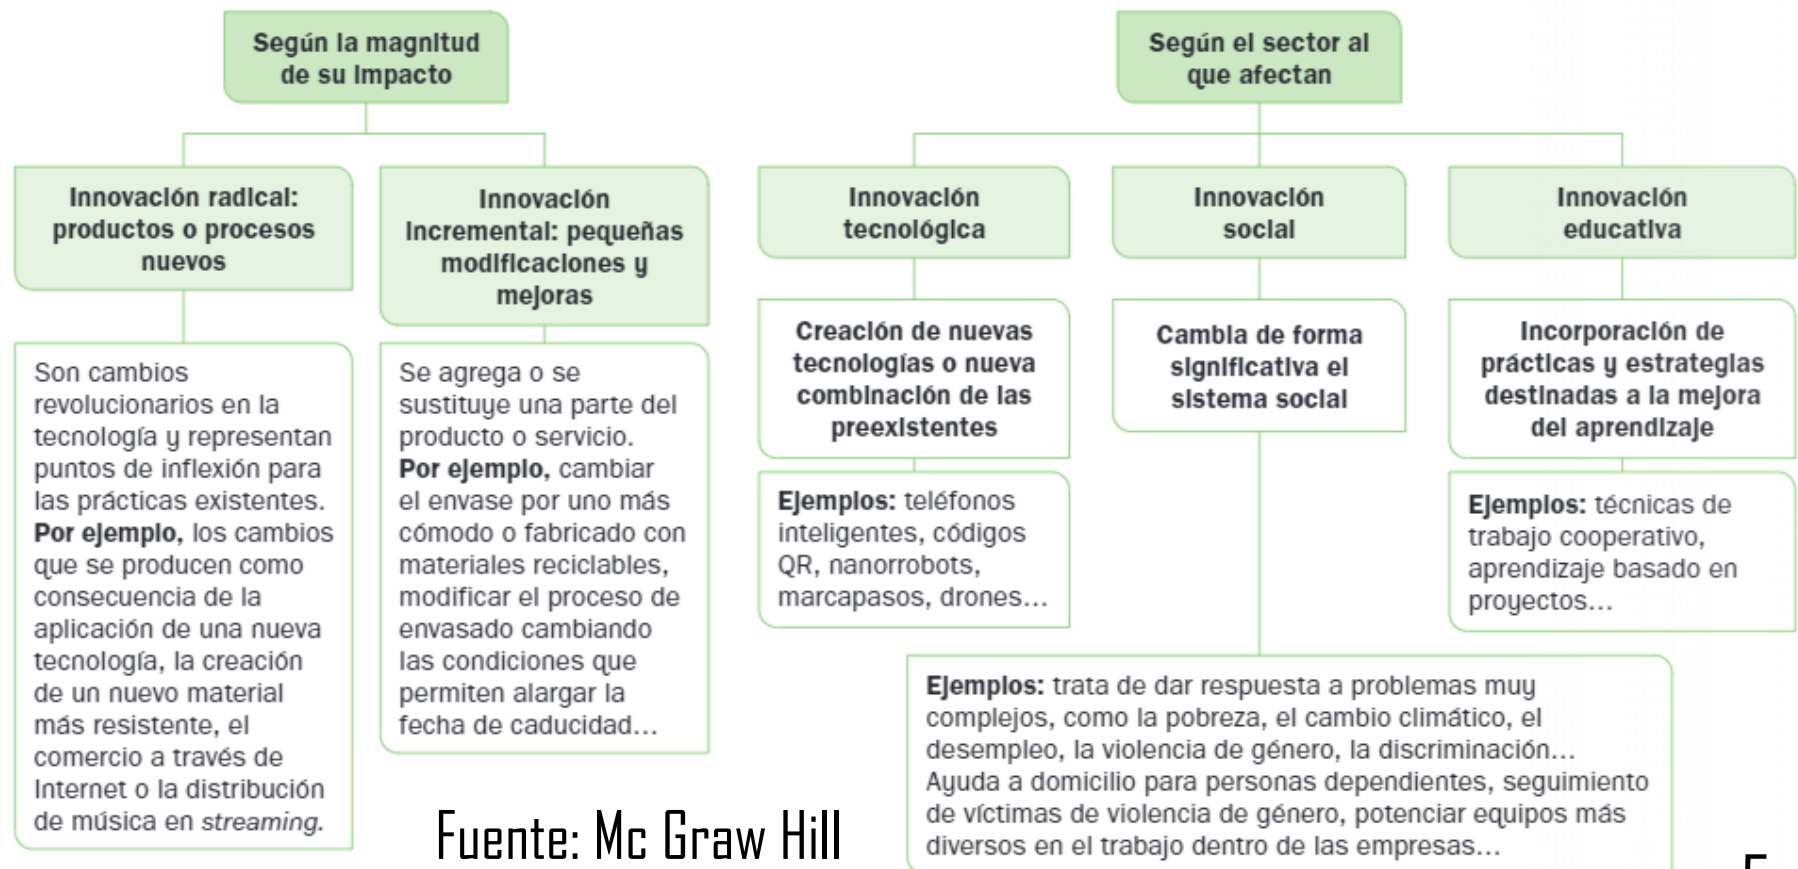 Según la magnitud
de su impacto
Innovación radical:
productos o procesos
nuevos
Son cambios
revolucionarios en la
tecnología y representan
puntos de inflexión para
las prácticas existentes.
Por ejemplo, los cambios
que se producen como
consecuencia de la
aplicación de una nueva
tecnología, la creación
de un nuevo material
más resistente, el
comercio a través de
Internet o la distribución
de música en streaming.
Innovación
incremental: pequeñas
modificaciones y
mejoras
Se agrega o se
sustituye una parte del
producto o servicio.
Por ejemplo, cambiar
el envase por uno más
cómodo o fabricado con
materiales reciclables,
modificar el proceso de
envasado cambiando
las condiciones que
permiten alargar la
fecha de caducidad...
Según el sector al
que afectan
Innovación
tecnológica
Creación de nuevas
tecnologías o nueva
combinación de las
preexistentes
Ejemplos: teléfonos
inteligentes, códigos
QR, nanorrobots,
marcapasos, drones...
Innovación
social
Cambia de forma
significativa el
sistema social
Ejemplos: trata de dar respuesta a problemas muy
complejos, como la pobreza, el cambio climático, el
desempleo, la violencia de género, la discriminación...
Ayuda a domicilio para personas dependientes, seguimiento
de víctimas de violencia de género, potenciar equipos más
diversos en el trabajo dentro de las empresas...
Innovación
educativa
Incorporación de
prácticas y estrategias
destinadas a la mejora
del aprendizaje
Ejemplos: técnicas de
trabajo cooperativo,
aprendizaje basado en
proyectos...
Fuente: Mc Graw Hill